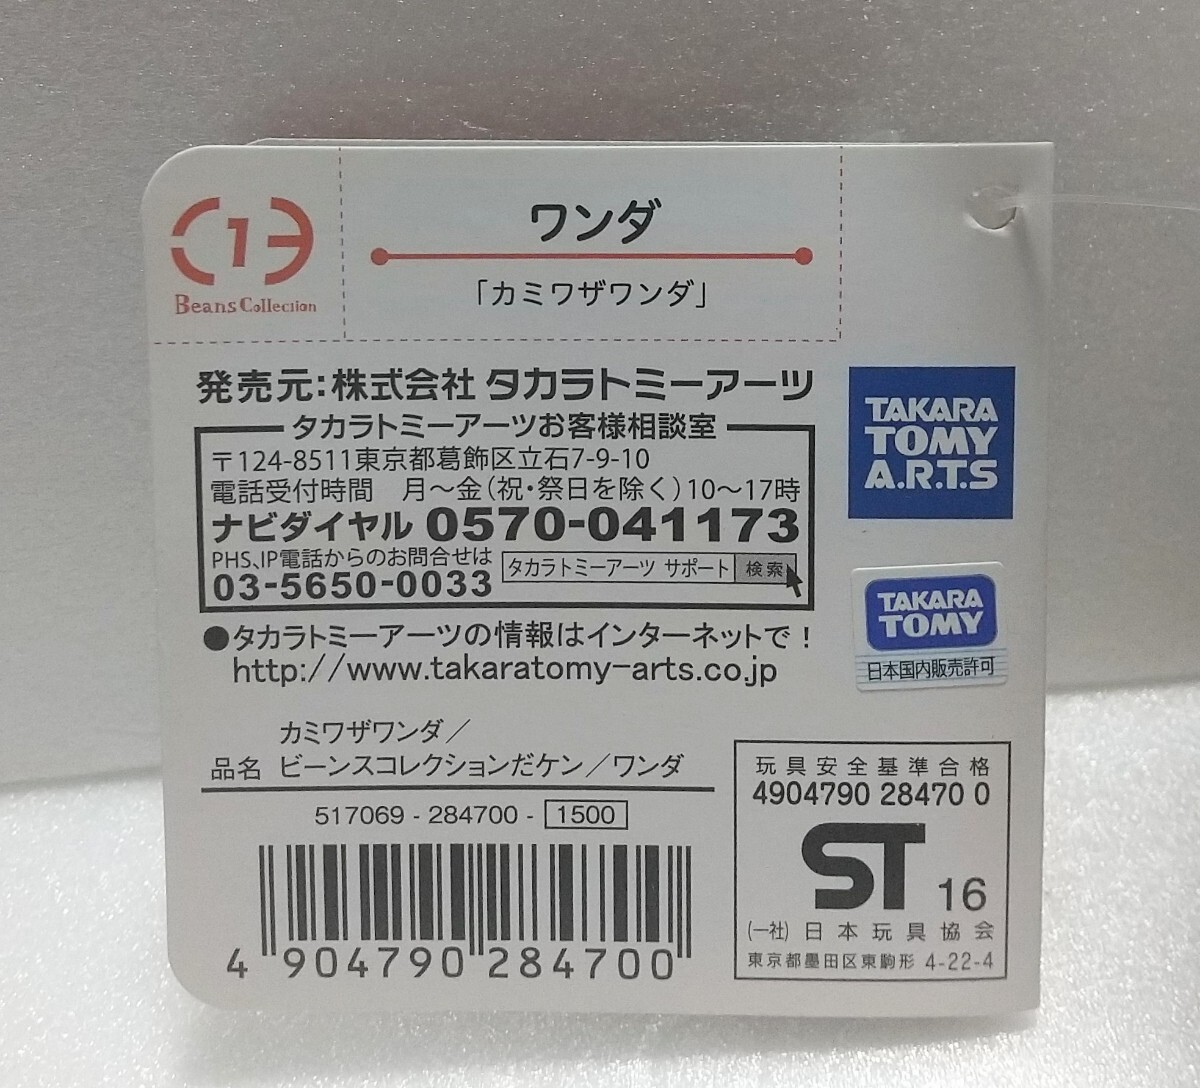 1
Beans Collection
ワンダ
「カミワザワンダ」
発売元:株式会社 タカラトミーアーツ
タカラトミーアーツお客様相談室
〒124-8511東京都葛飾区立石7-9-10
電話受付時間 月〜金(祝・祭日を除く)10〜17時
ナビダイヤル 0570-041173
PHS、IP電話からのお問合せは
03-5650-0033
タカラトミーアーツ サポート 検索
●タカラトミーアーツの情報はインターネットで!
http://www.takaratomy-arts.co.jp
TAKARA
TOMY
A.R.T.S
TAKARA
TOMY
日本国内販売許可
カミワザワンダ/
品名 ビーンスコレクションだケン/ワンダ
517069 - 284700 - 1500
4 904790 284700
玩具安全基準合格
4904790 28470 0
ST 16
(一社) 日本玩具協会
東京都墨田区東駒形 4-22-4